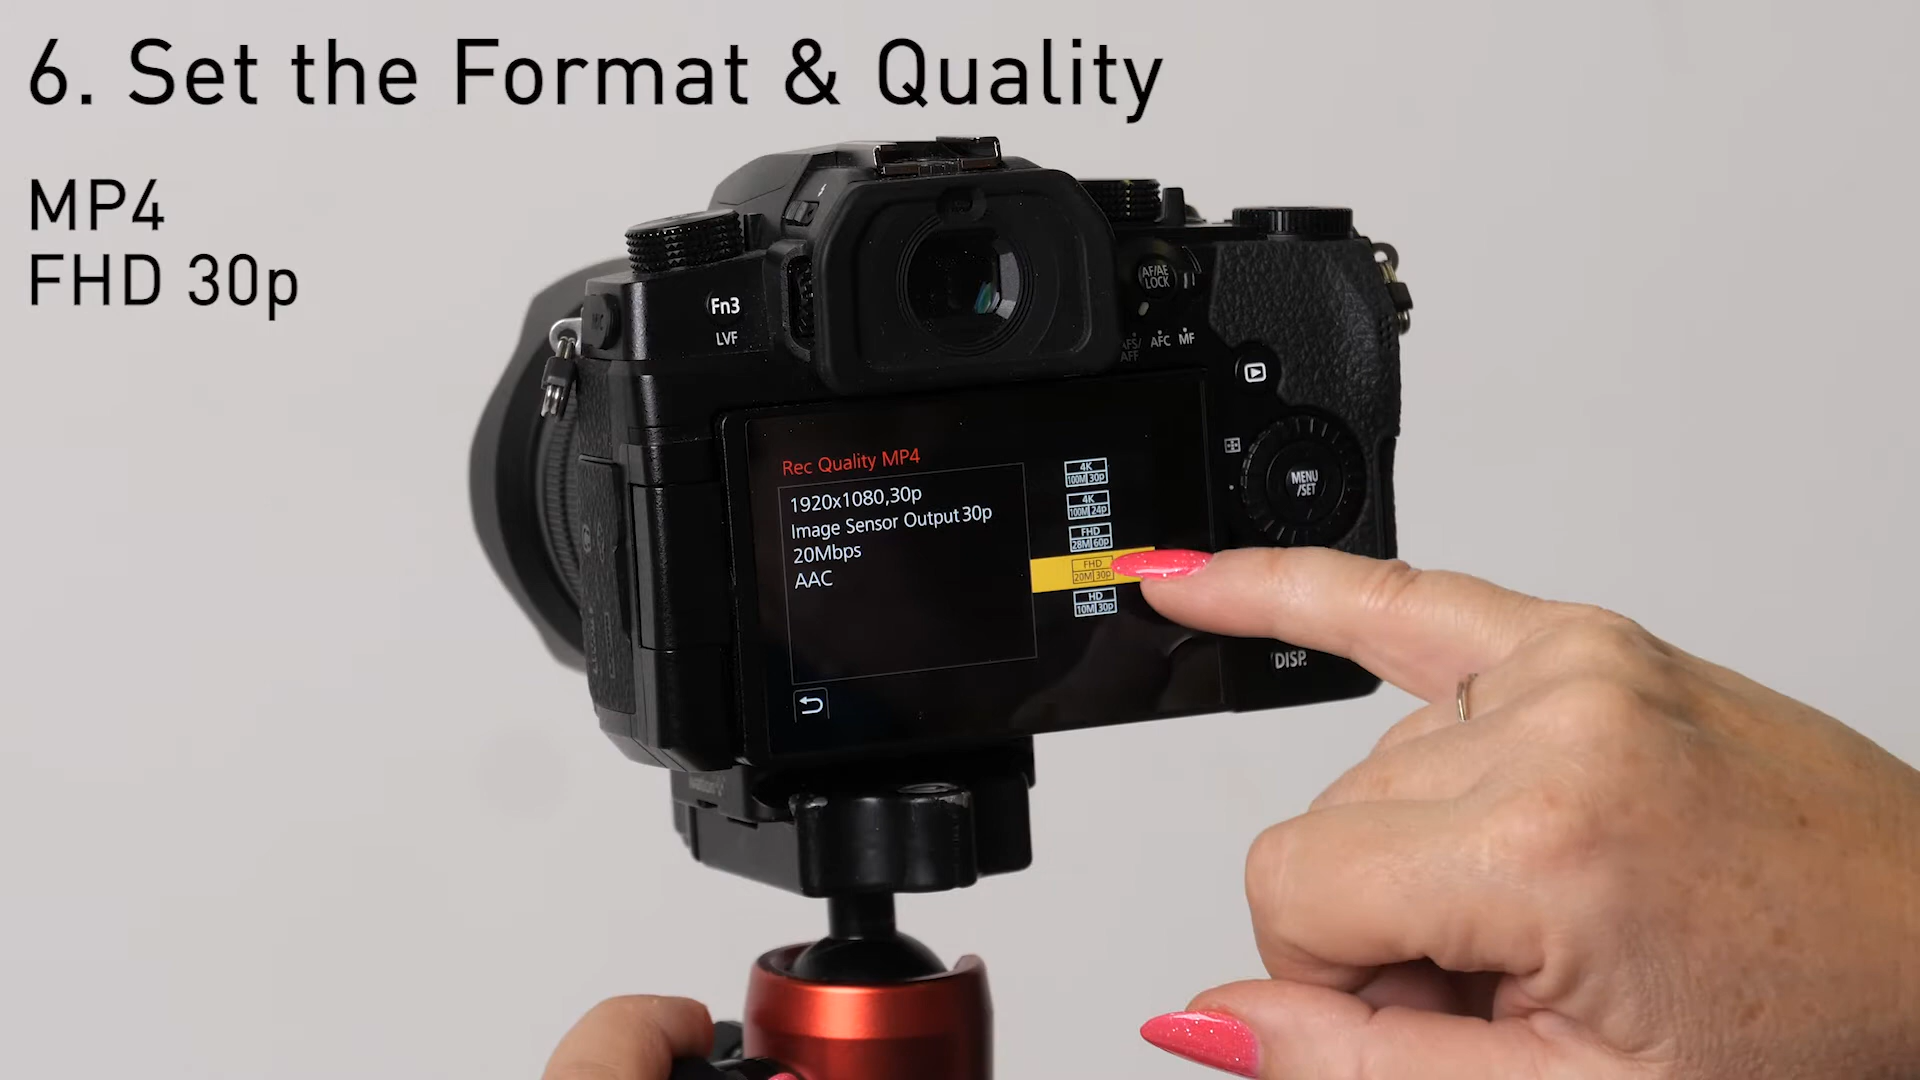 6. Set the Format & Quality
MP4
FHD 30p
Fn3
LVF
AF/AE
LOCK
AFS/
AFF
AFC
MF
MENU
/SET
DISP.
Rec Quality MP4
1920x1080,30p
Image Sensor Output 30p
20Mbps
AAC
4K
100M 30p
4K
100M 24p
FHD
28M 60p
FHD
20M 30p
HD
10M 30p